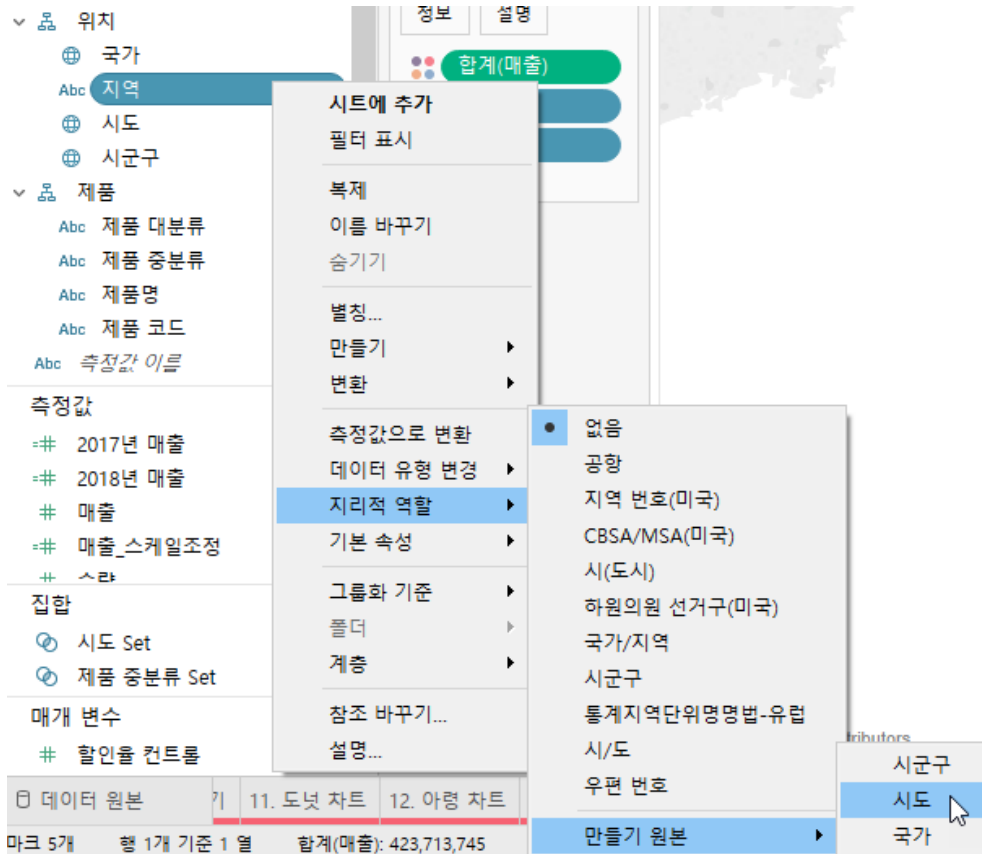 위치
국가
Abc 지역
시도
시군구
제품
Abc 제품 대분류
Abc 제품 중분류
Abc 제품명
Abc 제품 코드
Abc 측정값 이름
측정값
2017년 매출
2018년 매출
매출
매출_스케일조정
수량
집합
시도 Set
제품 중분류 Set
매개 변수
할인율 컨트롤
정보 설명
합계(매출)
시트에 추가
필터 표시
복제
이름 바꾸기
숨기기
별칭...
만들기
변환
측정값으로 변환
데이터 유형 변경
지리적 역할
기본 속성
그룹화 기준
폴더
계층
참조 바꾸기...
설명...
없음
공항
지역 번호(미국)
CBSA/MSA(미국)
시(도시)
하원의원 선거구(미국)
국가/지역
시군구
통계지역단위명명법-유럽
시/도
우편 번호
만들기 원본
시군구
시도
국가
tributors
데이터 원본 11. 도넛 차트 12. 아령 차트
마크 5개 행 1개 기준 1 열 합계(매출): 423,713,745